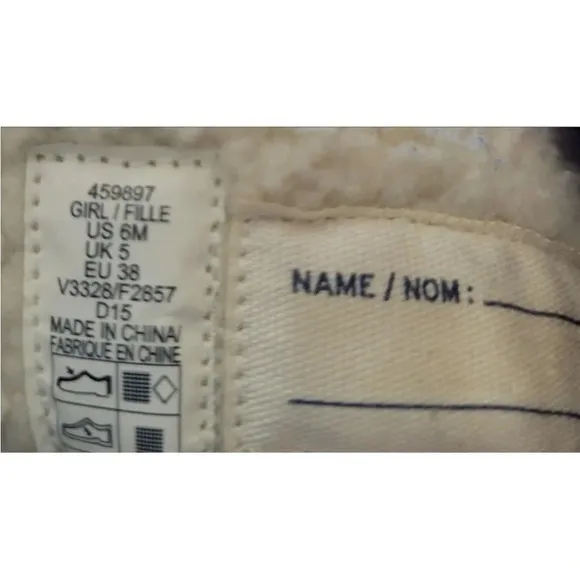 459897
GIRL / FILLE
US 6M
UK 5
EU 38
V3328/F2857
D15
MADE IN CHINA/
FABRIQUE EN CHINE
NAME / NOM :